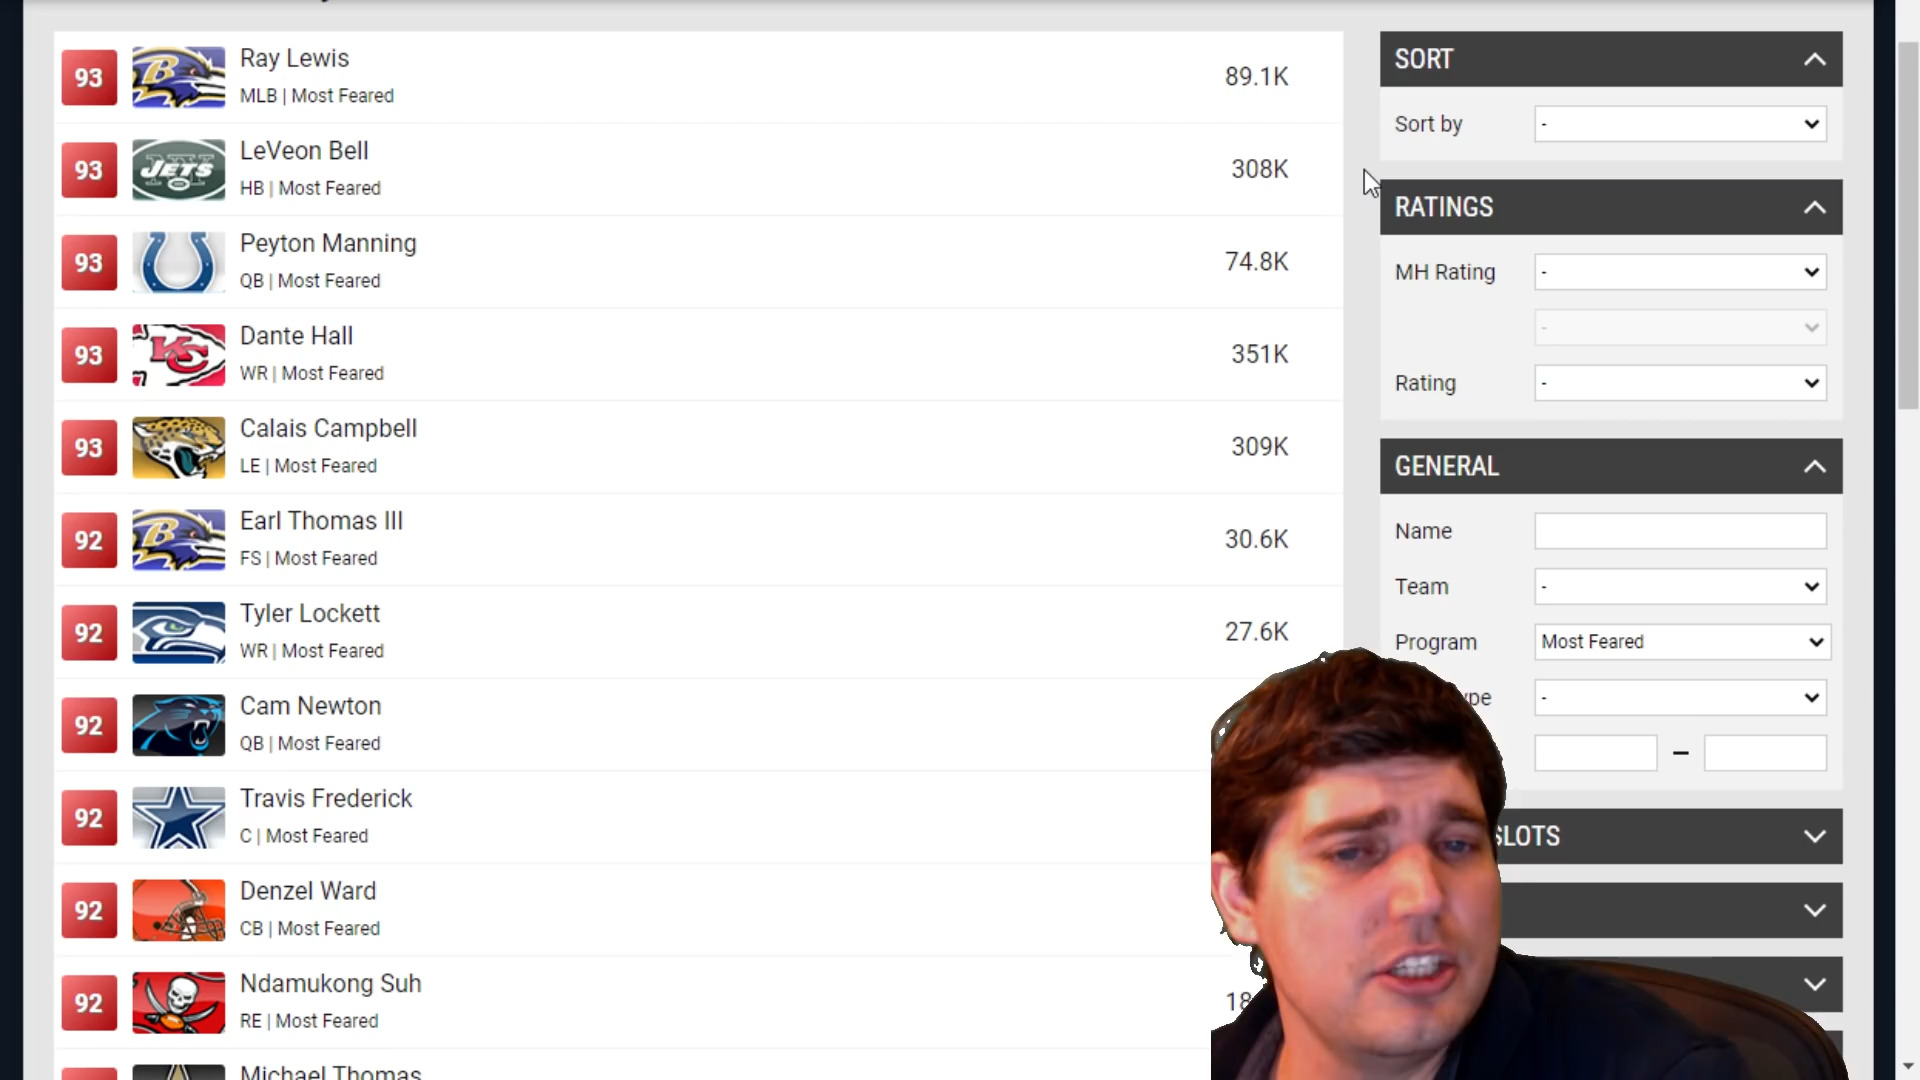 93
Ray Lewis
MLB | Most Feared
89.1K
93
JETS
LeVeon Bell
HB | Most Feared
308K
93
Peyton Manning
QB | Most Feared
74.8K
93
KC
Dante Hall
WR | Most Feared
351K
93
Calais Campbell
LE | Most Feared
309K
92
Earl Thomas III
FS | Most Feared
30.6K
92
Tyler Lockett
WR | Most Feared
27.6K
92
Cam Newton
QB | Most Feared
92
Travis Frederick
C | Most Feared
92
Denzel Ward
CB | Most Feared
92
Ndamukong Suh
RE | Most Feared
18
Michael Thomas
SORT
Sort by
-
RATINGS
MH Rating
-
-
Rating
-
GENERAL
Name
Team
-
Program
Most Feared
-
–
SLOTS